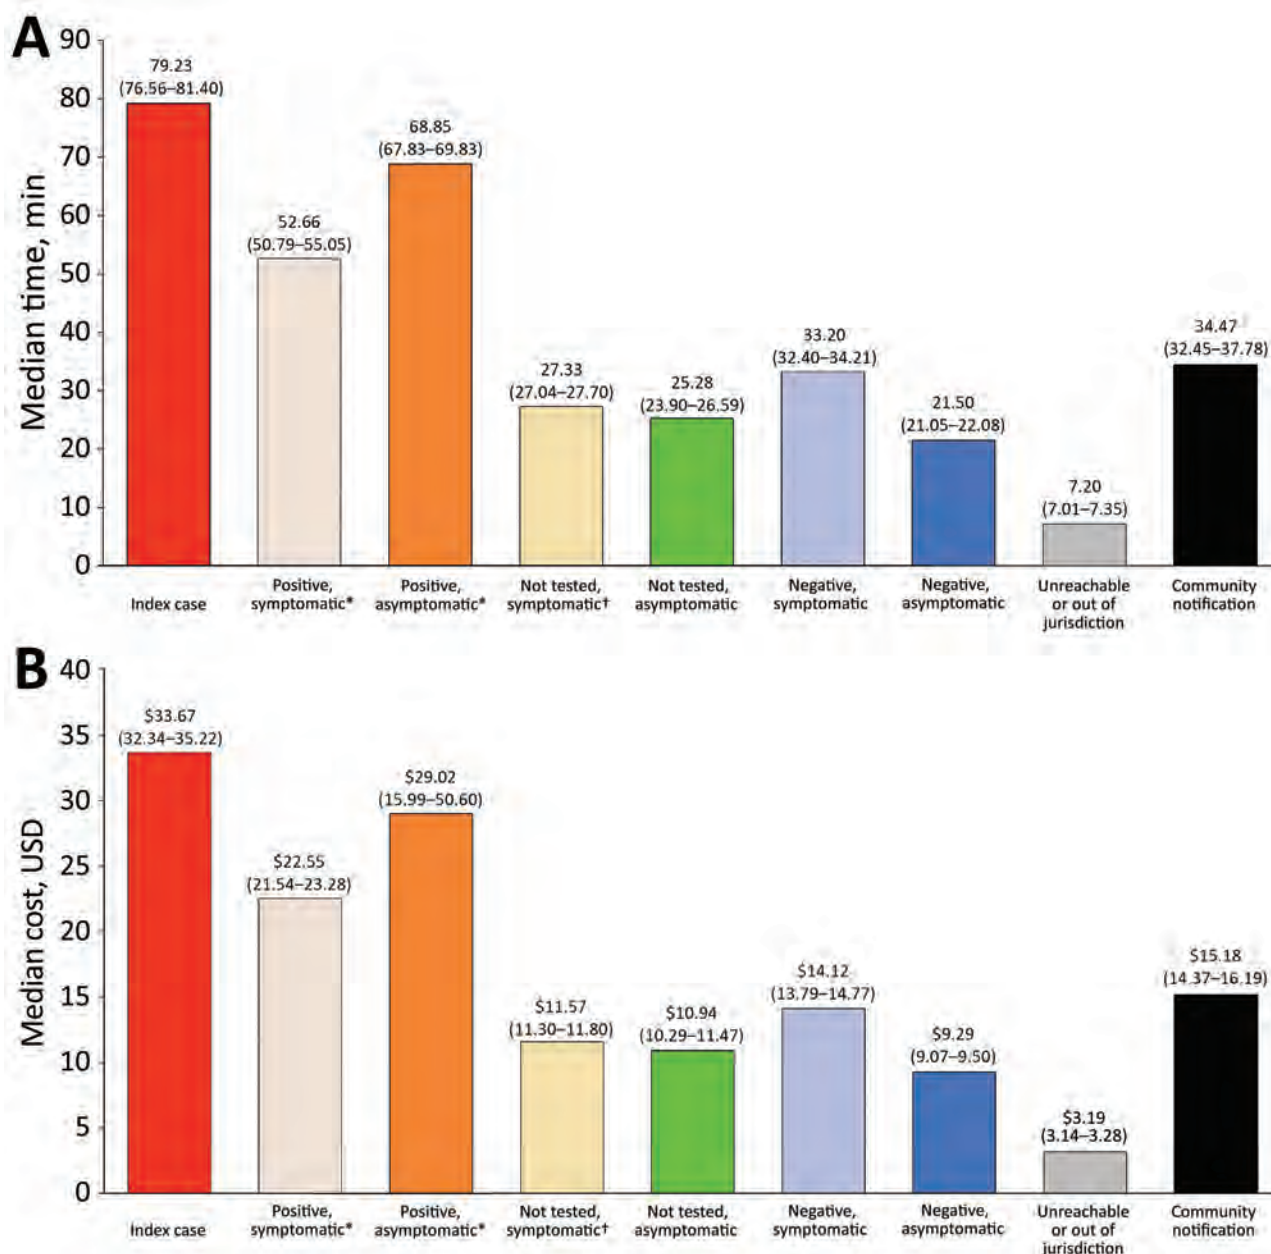 A
Median time, min
90
80
70
60
50
40
30
20
10
0
79.23
(76.56–81.40)
52.66
(50.79–55.05)
68.85
(67.83–69.83)
27.33
(27.04–27.70)
25.28
(23.90–26.59)
33.20
(32.40–34.21)
21.50
(21.05–22.08)
7.20
(7.01–7.35)
34.47
(32.45–37.78)
Index case
Positive,
symptomatic*
Positive,
asymptomatic*
Not tested,
symptomatic†
Not tested,
asymptomatic
Negative,
symptomatic
Negative,
asymptomatic
Unreachable
or out of
jurisdiction
Community
notification
B
Median cost, USD
40
35
30
25
20
15
10
5
0
$33.67
(32.34–35.22)
$22.55
(21.54–23.28)
$29.02
(15.99–50.60)
$11.57
(11.30–11.80)
$10.94
(10.29–11.47)
$14.12
(13.79–14.77)
$9.29
(9.07–9.50)
$3.19
(3.14–3.28)
$15.18
(14.37–16.19)
Index case
Positive,
symptomatic*
Positive,
asymptomatic*
Not tested,
symptomatic†
Not tested,
asymptomatic
Negative,
symptomatic
Negative,
asymptomatic
Unreachable
or out of
jurisdiction
Community
notification